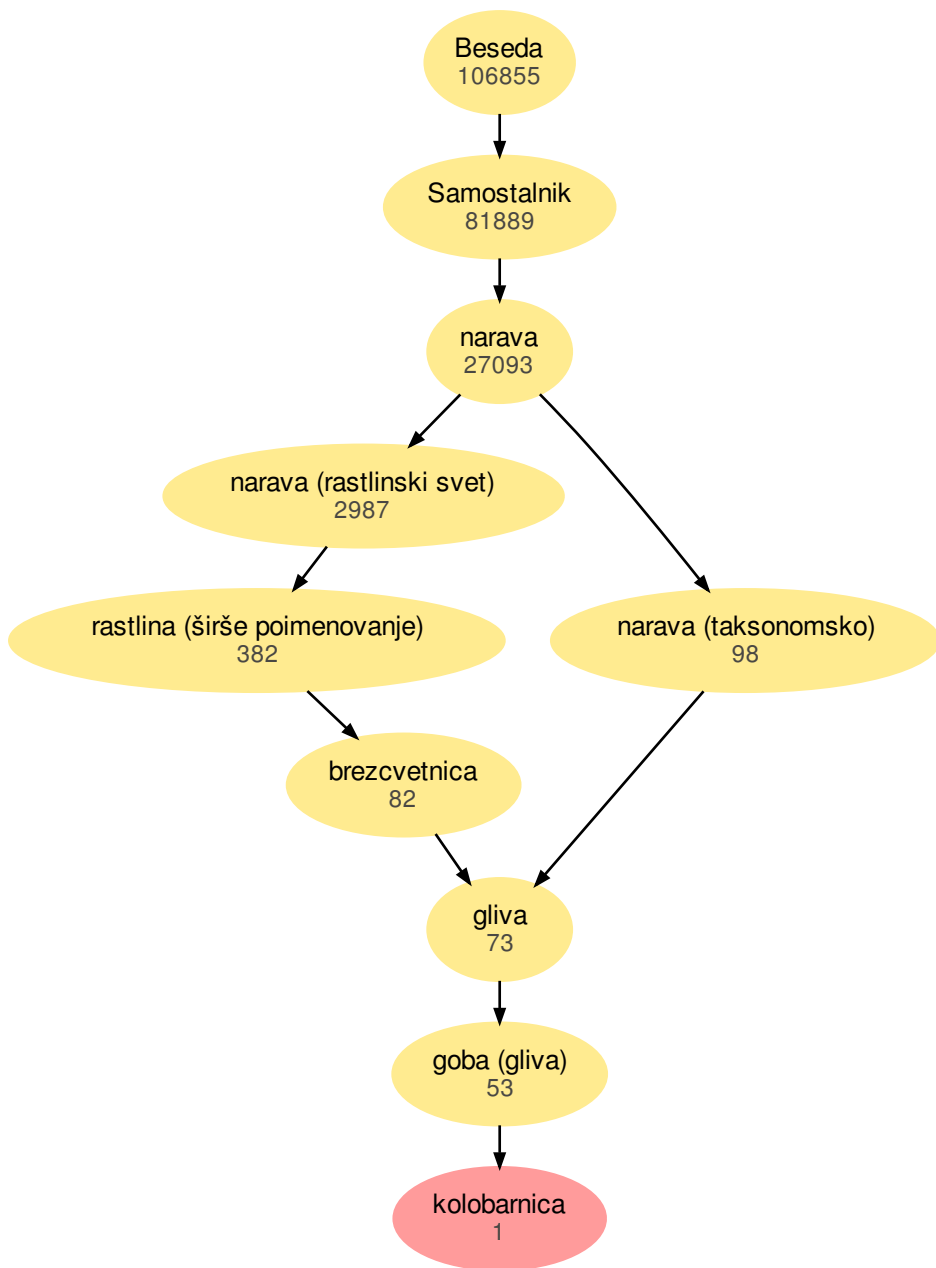 Beseda
106855
Samostalnik
81889
narava
27093
narava (rastlinski svet)
2987
rastlina (širše poimenovanje)
382
narava (taksonomsko)
98
brezcvetnica
82
gliva
73
goba (gliva)
53
kolobarnica
1